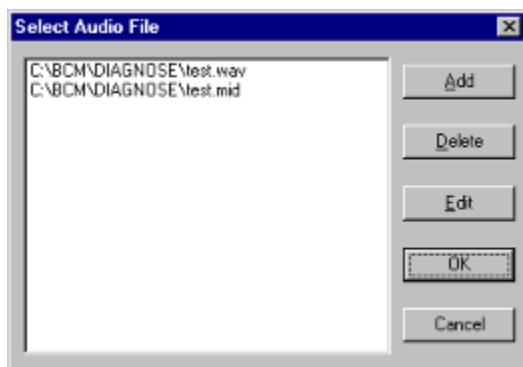 Select Audio File
C:\BCM\DIAGNOSE\test.wav
C:\BCM\DIAGNOSE\test.mid
Add
Delete
Edit
OK
Cancel